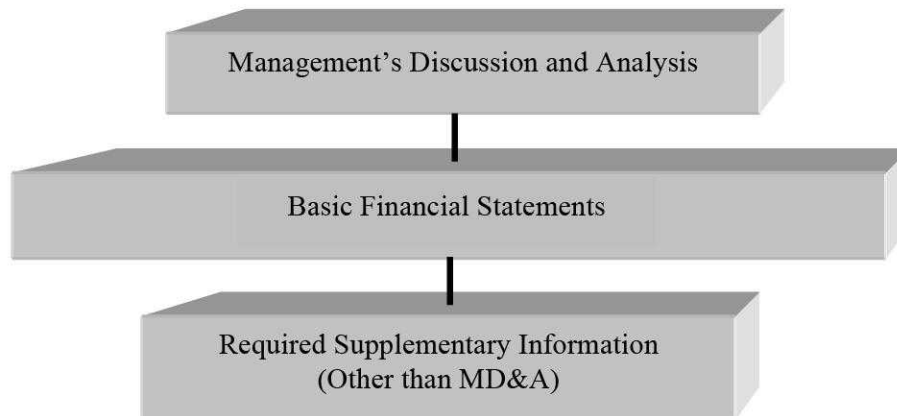 Management’s Discussion and Analysis
Basic Financial Statements
Required Supplementary Information
(Other than MD&A)